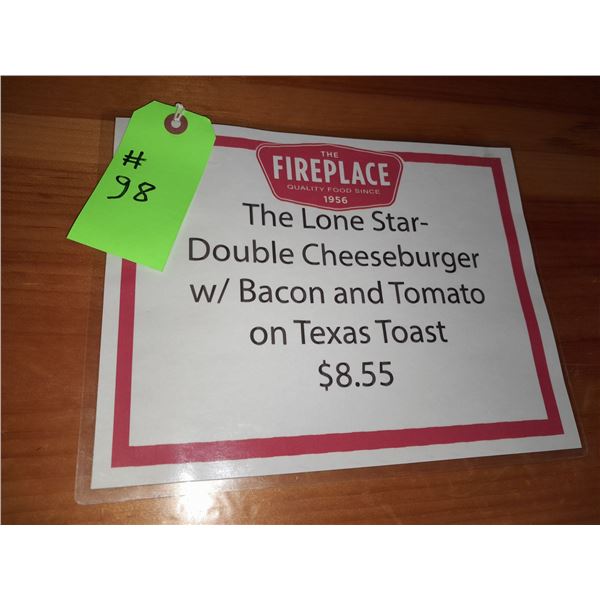 #
98
THE
FIREPLACE
QUALITY FOOD SINCE
1956
The Lone Star-
Double Cheeseburger
w/ Bacon and Tomato
on Texas Toast
$8.55